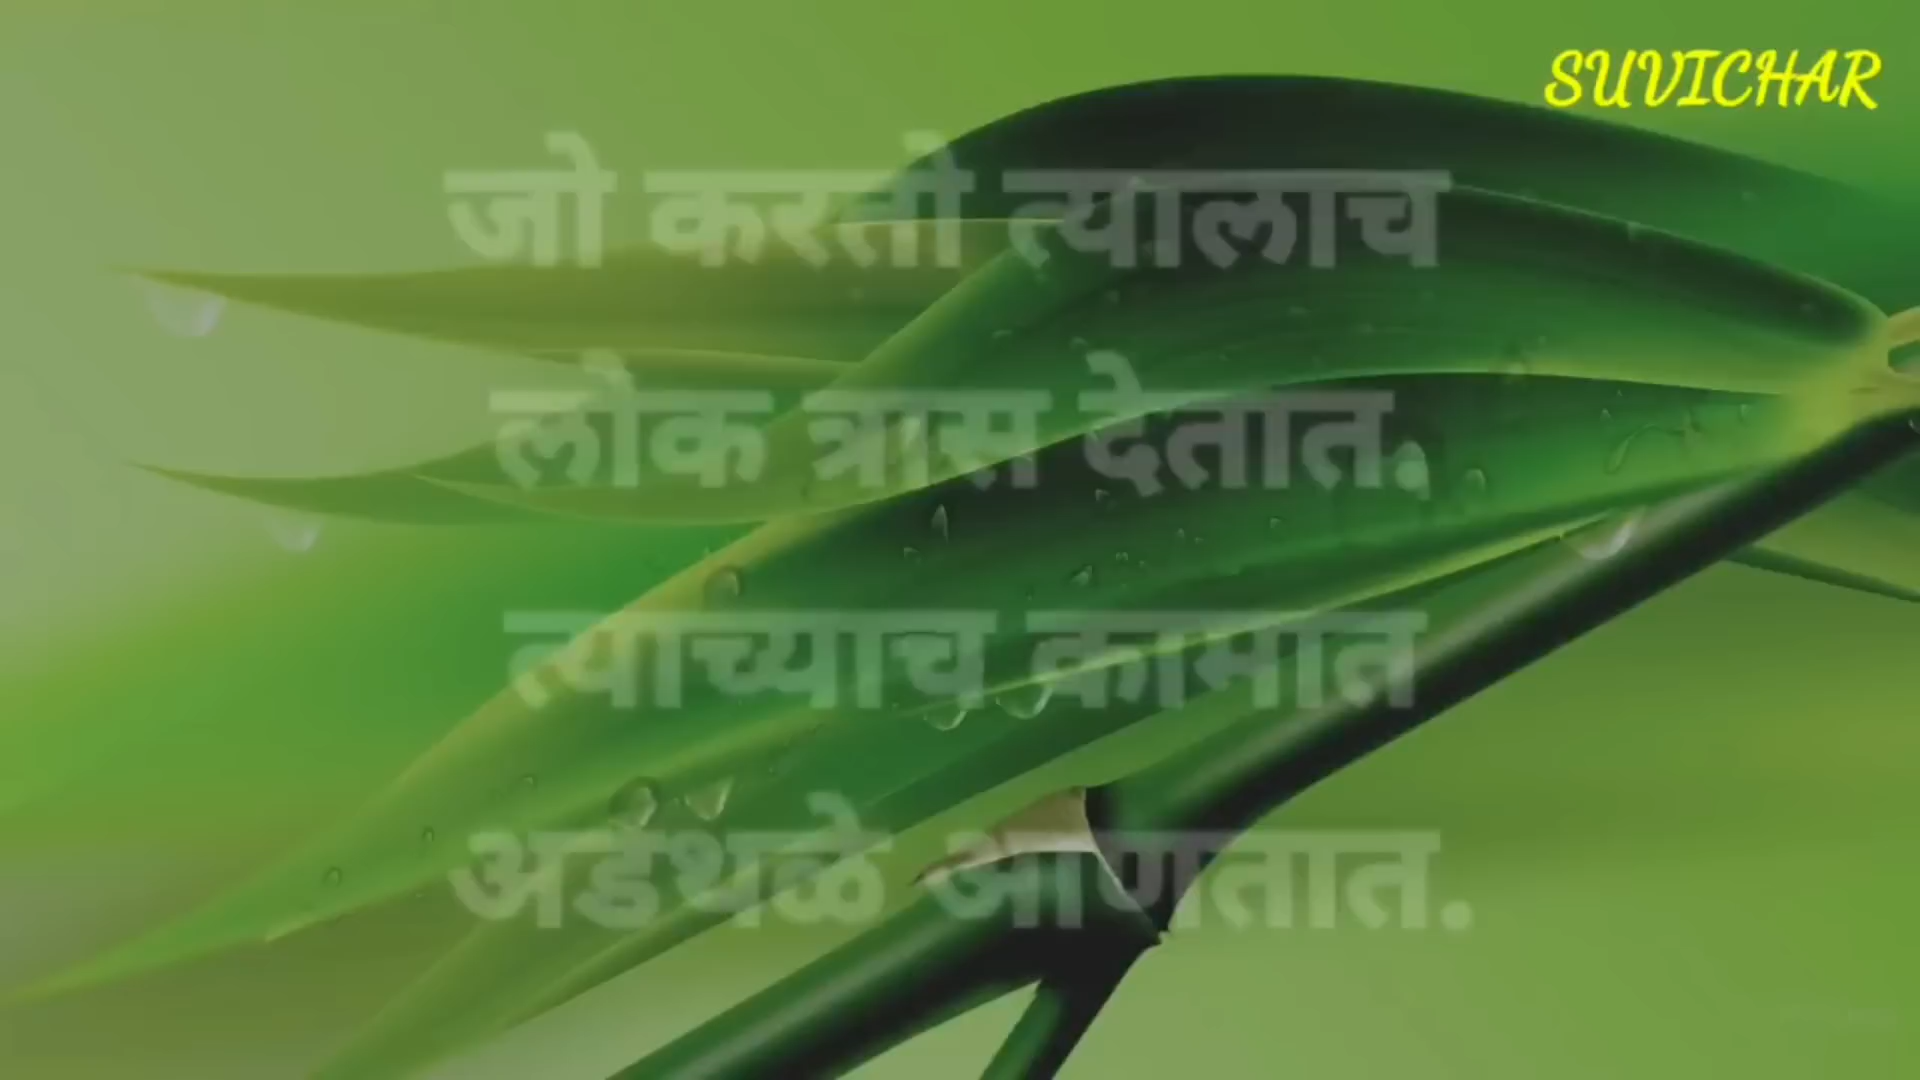 SUVICHAR
जो करतो त्यालाच
लोक त्रास देतात.
त्याच्याच कामात
अडथळे आणतात.